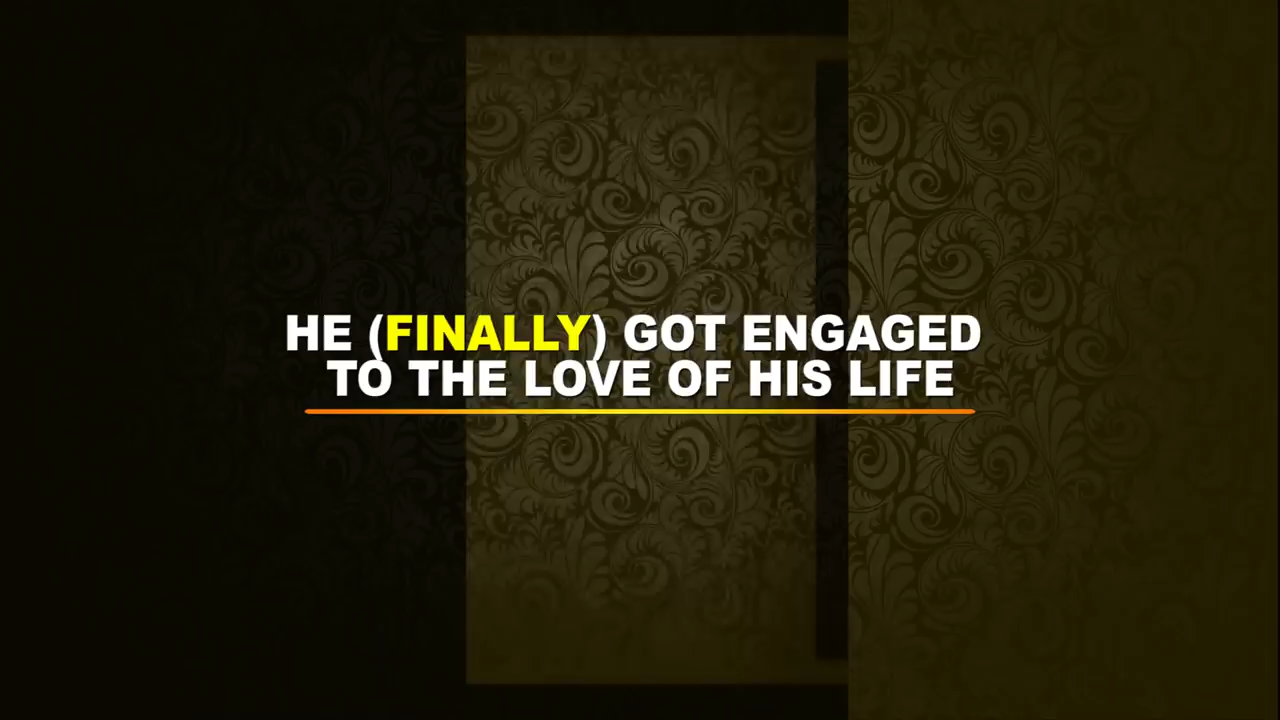 HE (FINALLY) GOT ENGAGED
TO THE LOVE OF HIS LIFE